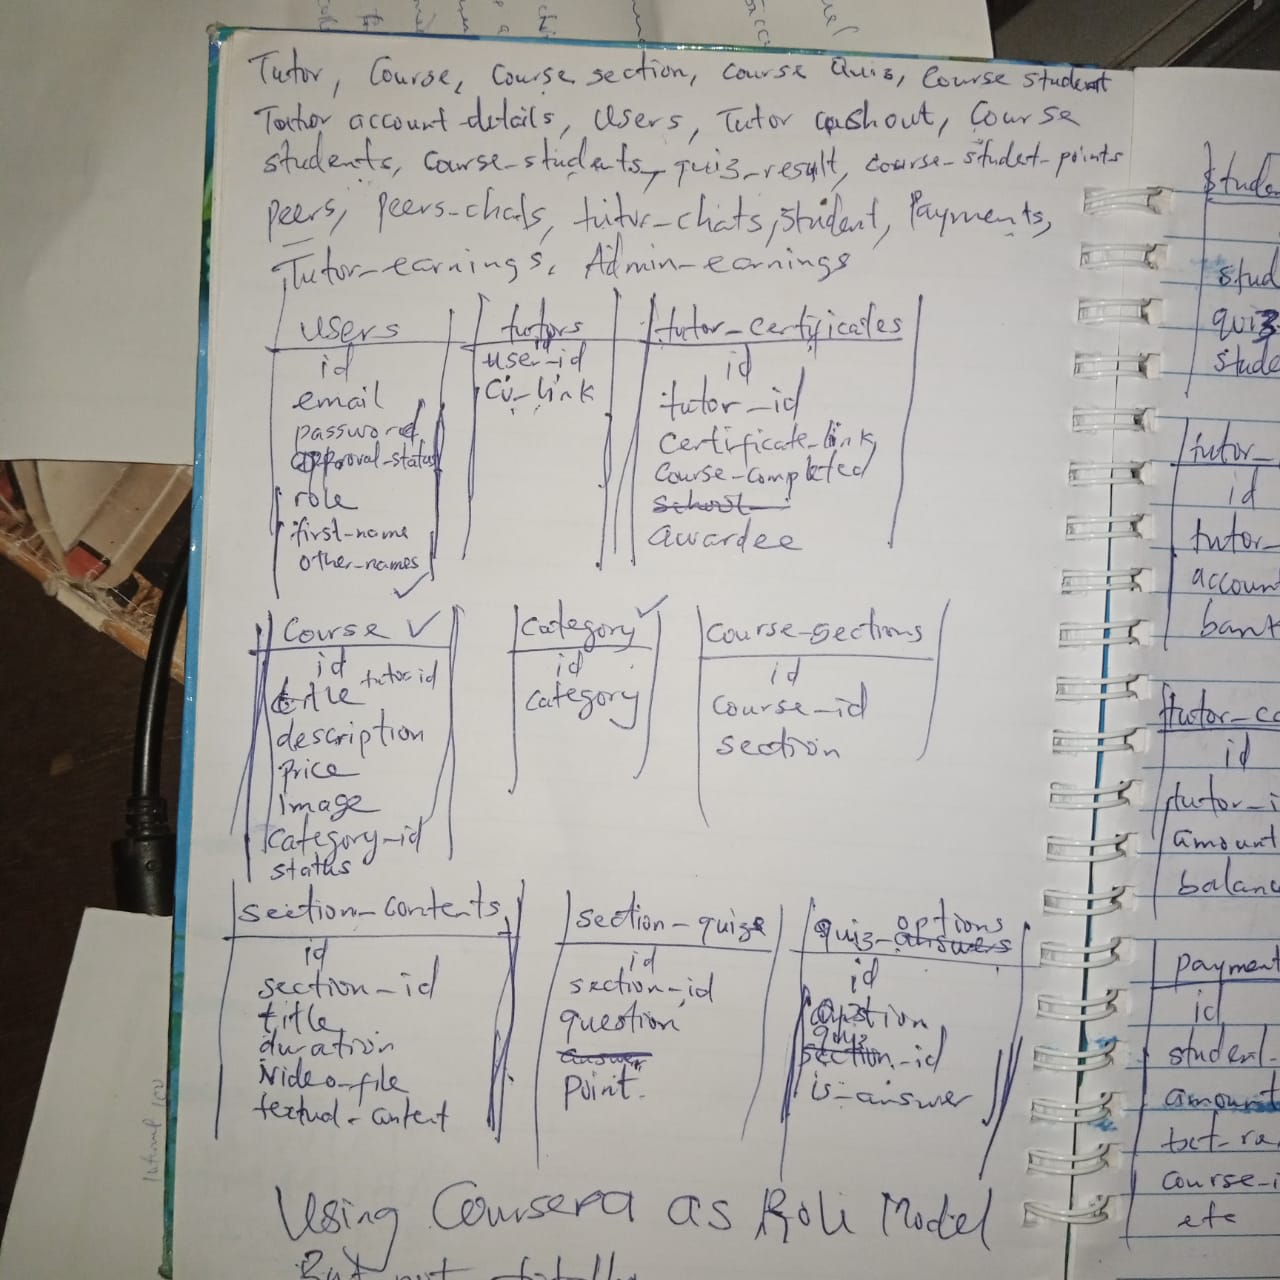 Tutor, Course, Course section, course Quiz, Course student
Tutor account details, Users, Tutor cashout, Course
students, course-students, quiz-result, course-student-points
peers, peers-chats, tutor-chats, student, Payments,
Tutor-earnings, Admin-earnings
users
id
email
password
approval-status
role
first-name
other-names
tutors
id
user-id
cv-link
tutor-certificates
id
tutor-id
certificate-link
course-completed
school
awardee
Course ✓
id
title tutor id
description
price
image
category-id
status
category
id
category
course-sections
id
course-id
section
section-contents
id
section-id
title
duration
video-file
textual-content
section-quizs
id
section-id
question
answer
point.
options
quiz-answers
id
option
quiz
section-id
is-answer
Using Coursera as Role Model
But not totally
stud
quiz
stude
tutor-
id
tutor-
account
bank
tutor-ca
id
tutor-i
amount
balanc
payment
id
student-
amount
course-i
etc